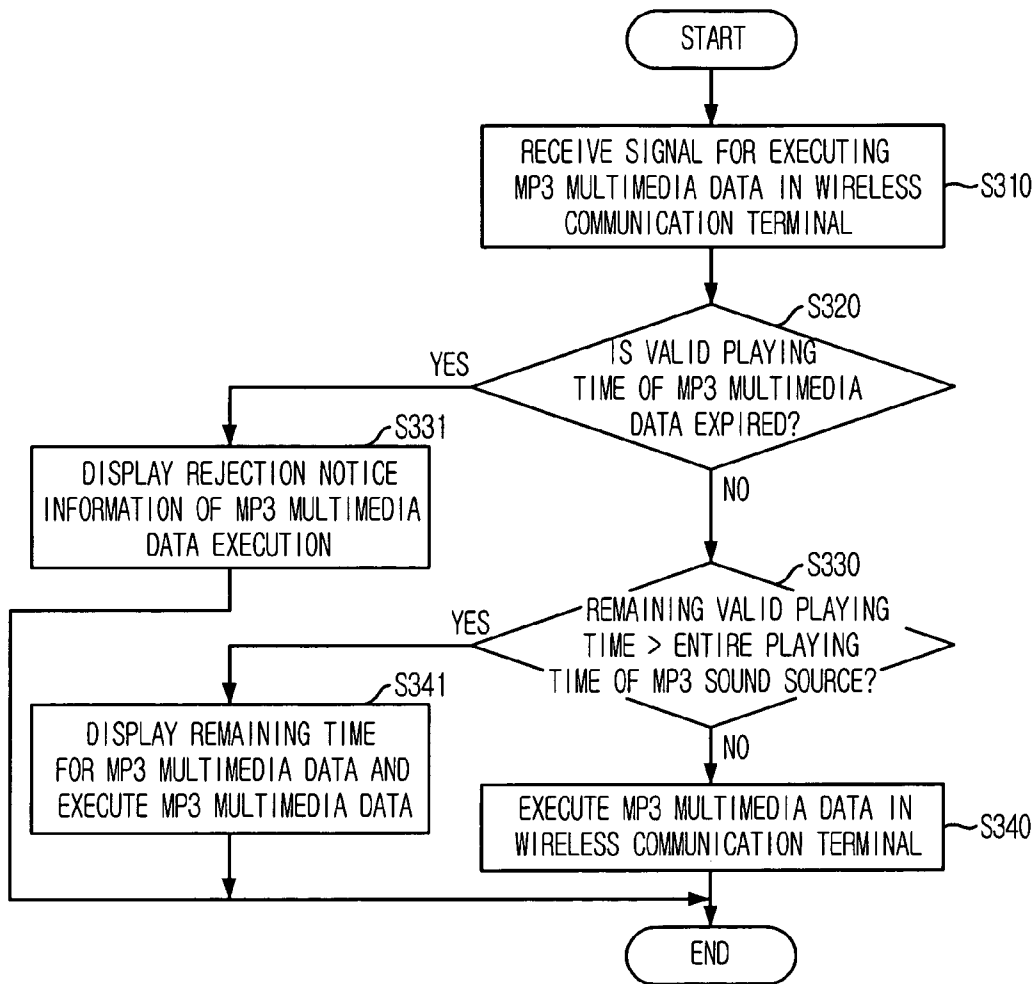 START
RECEIVE SIGNAL FOR EXECUTING
MP3 MULTIMEDIA DATA IN WIRELESS
COMMUNICATION TERMINAL
S310
S320
IS VALID PLAYING
TIME OF MP3 MULTIMEDIA
DATA EXPIRED?
YES
NO
S331
DISPLAY REJECTION NOTICE
INFORMATION OF MP3 MULTIMEDIA
DATA EXECUTION
S330
REMAINING VALID PLAYING
TIME > ENTIRE PLAYING
TIME OF MP3 SOUND SOURCE?
YES
NO
S341
DISPLAY REMAINING TIME
FOR MP3 MULTIMEDIA DATA AND
EXECUTE MP3 MULTIMEDIA DATA
EXECUTE MP3 MULTIMEDIA DATA IN
WIRELESS COMMUNICATION TERMINAL
S340
END